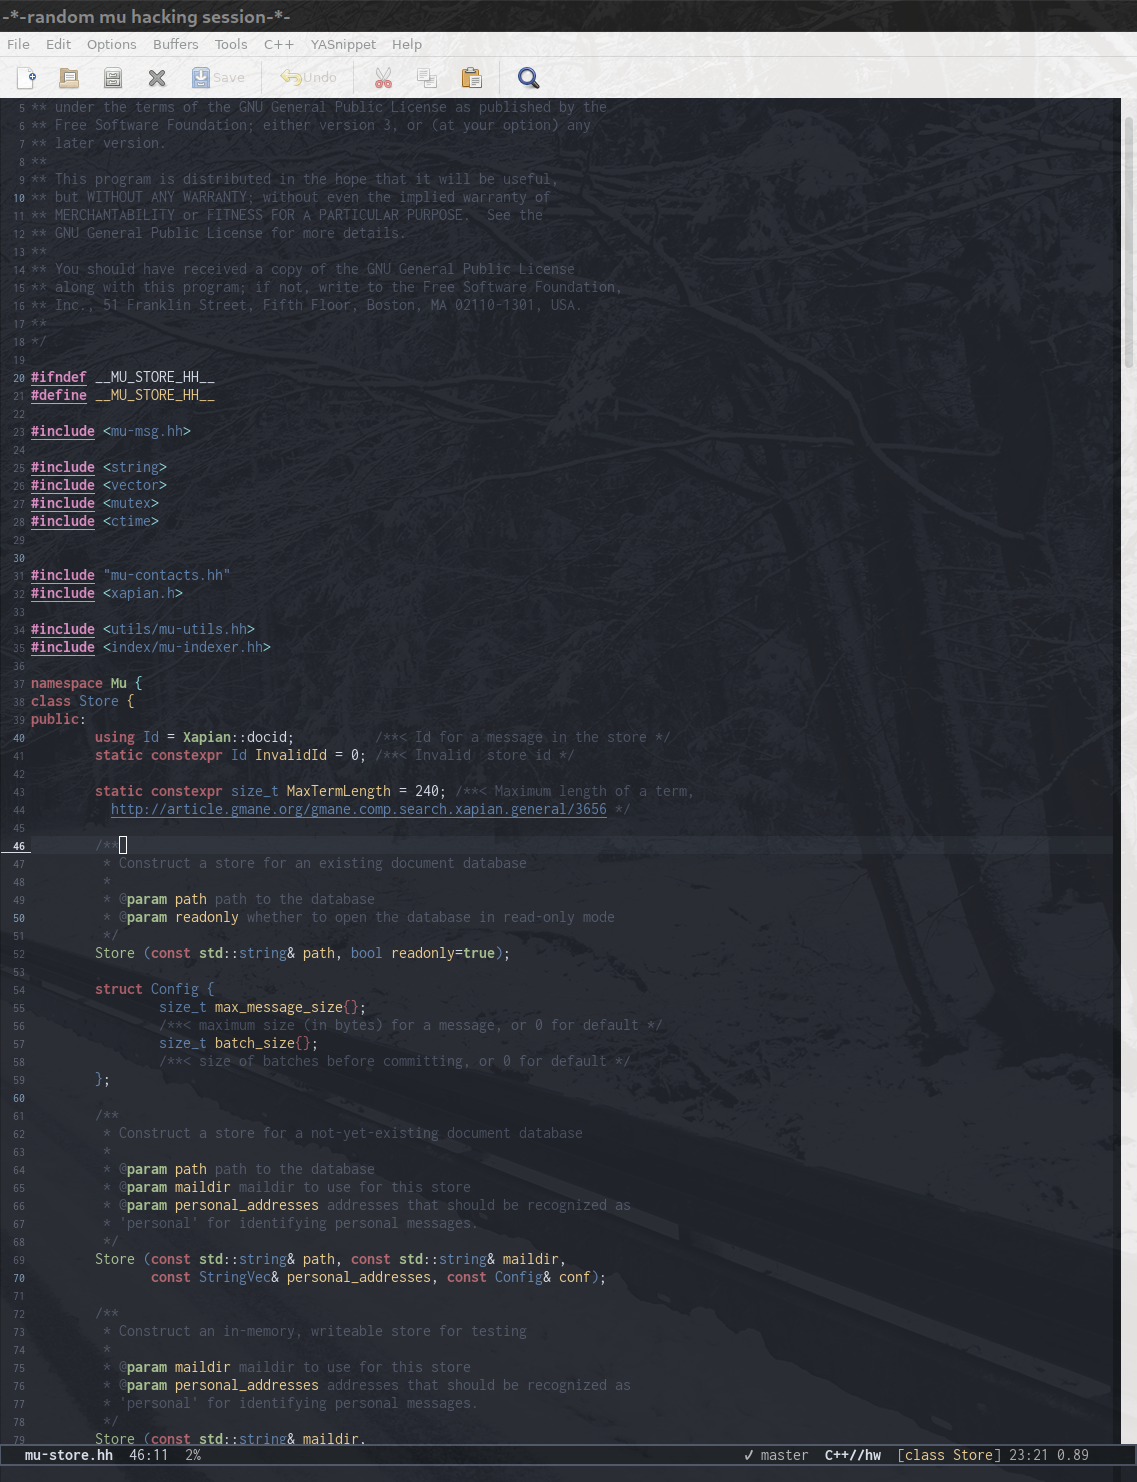 -*-random mu hacking session-*-
File Edit Options Buffers Tools C++ YASnippet Help
Save Undo
5 ** under the terms of the GNU General Public License as published by the
6 ** Free Software Foundation; either version 3, or (at your option) any
7 ** later version.
8 **
9 ** This program is distributed in the hope that it will be useful,
10 ** but WITHOUT ANY WARRANTY; without even the implied warranty of
11 ** MERCHANTABILITY or FITNESS FOR A PARTICULAR PURPOSE.  See the
12 ** GNU General Public License for more details.
13 **
14 ** You should have received a copy of the GNU General Public License
15 ** along with this program; if not, write to the Free Software Foundation,
16 ** Inc., 51 Franklin Street, Fifth Floor, Boston, MA 02110-1301, USA.
17 **
18 */
19
20 #ifndef __MU_STORE_HH__
21 #define __MU_STORE_HH__
22
23 #include <mu-msg.hh>
24
25 #include <string>
26 #include <vector>
27 #include <mutex>
28 #include <ctime>
29
30
31 #include "mu-contacts.hh"
32 #include <xapian.h>
33
34 #include <utils/mu-utils.hh>
35 #include <index/mu-indexer.hh>
36
37 namespace Mu {
38 class Store {
39 public:
40         using Id = Xapian::docid;          /**< Id for a message in the store */
41         static constexpr Id InvalidId = 0; /**< Invalid  store id */
42
43         static constexpr size_t MaxTermLength = 240; /**< Maximum length of a term,
44           http://article.gmane.org/gmane.comp.search.xapian.general/3656 */
45
46         /**
47          * Construct a store for an existing document database
48          *
49          * @param path path to the database
50          * @param readonly whether to open the database in read-only mode
51          */
52         Store (const std::string& path, bool readonly=true);
53
54         struct Config {
55                 size_t max_message_size{};
56                 /**< maximum size (in bytes) for a message, or 0 for default */
57                 size_t batch_size{};
58                 /**< size of batches before committing, or 0 for default */
59         };
60
61         /**
62          * Construct a store for a not-yet-existing document database
63          *
64          * @param path path to the database
65          * @param maildir maildir to use for this store
66          * @param personal_addresses addresses that should be recognized as
67          * 'personal' for identifying personal messages.
68          */
69         Store (const std::string& path, const std::string& maildir,
70                const StringVec& personal_addresses, const Config& conf);
71
72         /**
73          * Construct an in-memory, writeable store for testing
74          *
75          * @param maildir maildir to use for this store
76          * @param personal_addresses addresses that should be recognized as
77          * 'personal' for identifying personal messages.
78          */
79         Store (const std::string& maildir,
mu-store.hh  46:11  2% ✓ master  C++//hw  [class Store] 23:21 0.89